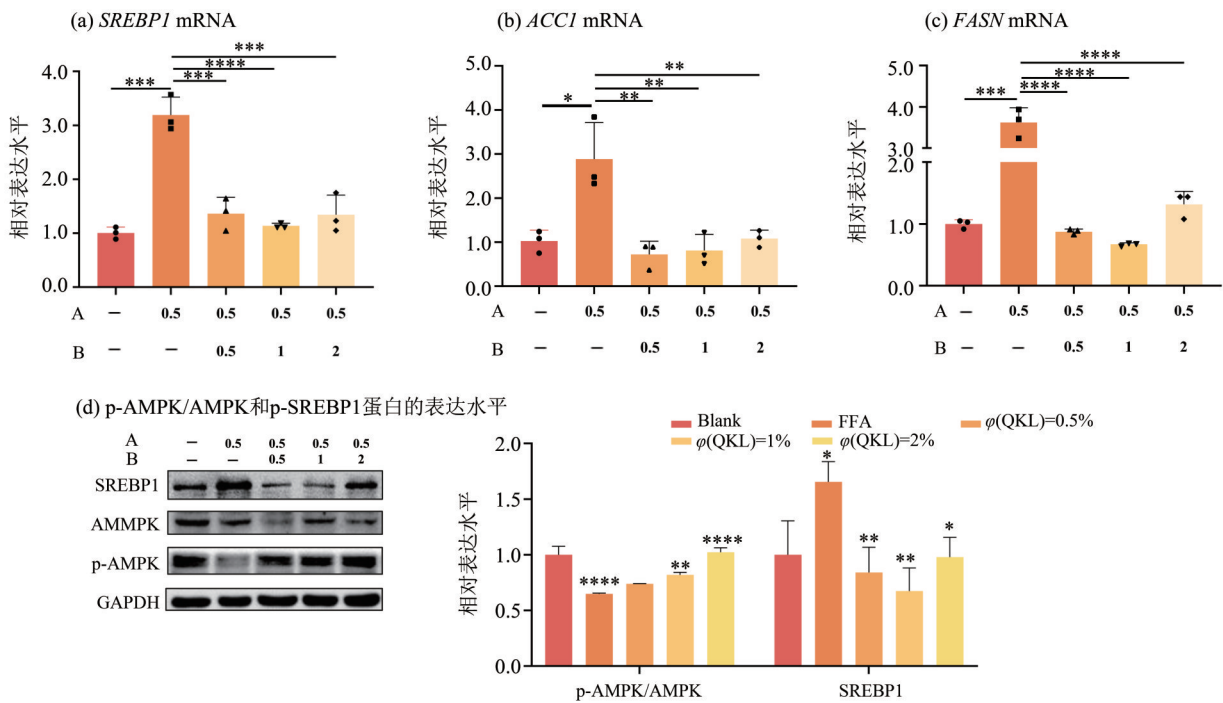 (a) SREBP1 mRNA
***
****
***
***
4.0
3.0
2.0
1.0
0.0
相对表达水平
A — 0.5 0.5 0.5 0.5
B — — 0.5 1 2
(b) ACC1 mRNA
**
**
**
*
5.0
4.0
3.0
2.0
1.0
0.0
相对表达水平
— 0.5 0.5 0.5 0.5
A
B — — 0.5 1 2
(c) FASN mRNA
****
****
****
***
5.0
4.0
3.0
2.0
1.0
0.0
相对表达水平
A — 0.5 0.5 0.5 0.5
B — — 0.5 1 2
(d) p-AMPK/AMPK和p-SREBP1蛋白的表达水平
A — 0.5 0.5 0.5 0.5
B — — 0.5 1 2
SREBP1
AMMPK
p-AMPK
GAPDH
Blank FFA φ(QKL)=0.5%
φ(QKL)=1% φ(QKL)=2%
2.0
1.5
1.0
0.5
0.0
相对表达水平
**** ** **** * ** ** *
p-AMPK/AMPK SREBP1